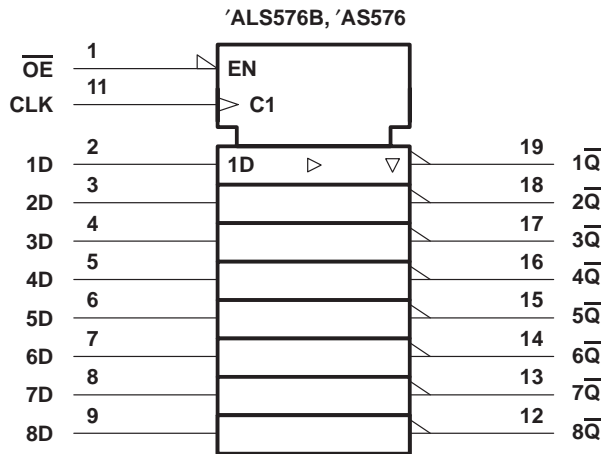 ′ALS576B, ′AS576
O̅E̅ 1 EN
CLK 11 C1
1D 2 1D 19 1Q̅
2D 3 18 2Q̅
3D 4 17 3Q̅
4D 5 16 4Q̅
5D 6 15 5Q̅
6D 7 14 6Q̅
7D 8 13 7Q̅
8D 9 12 8Q̅